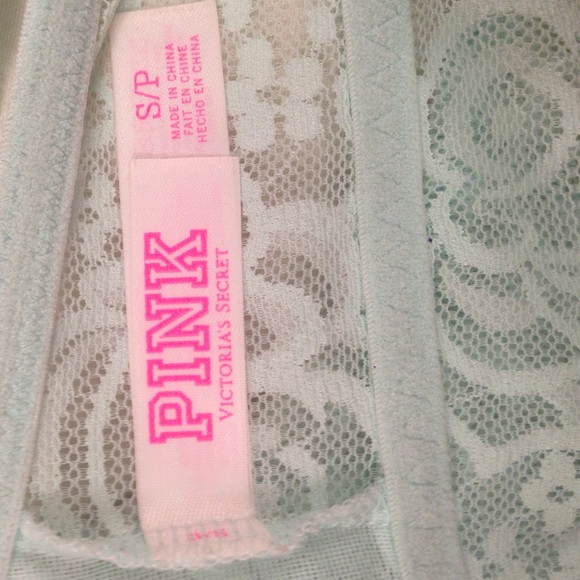 S/P
MADE IN CHINA
FAIT EN CHINE
HECHO EN CHINA
PINK
VICTORIA'S SECRET